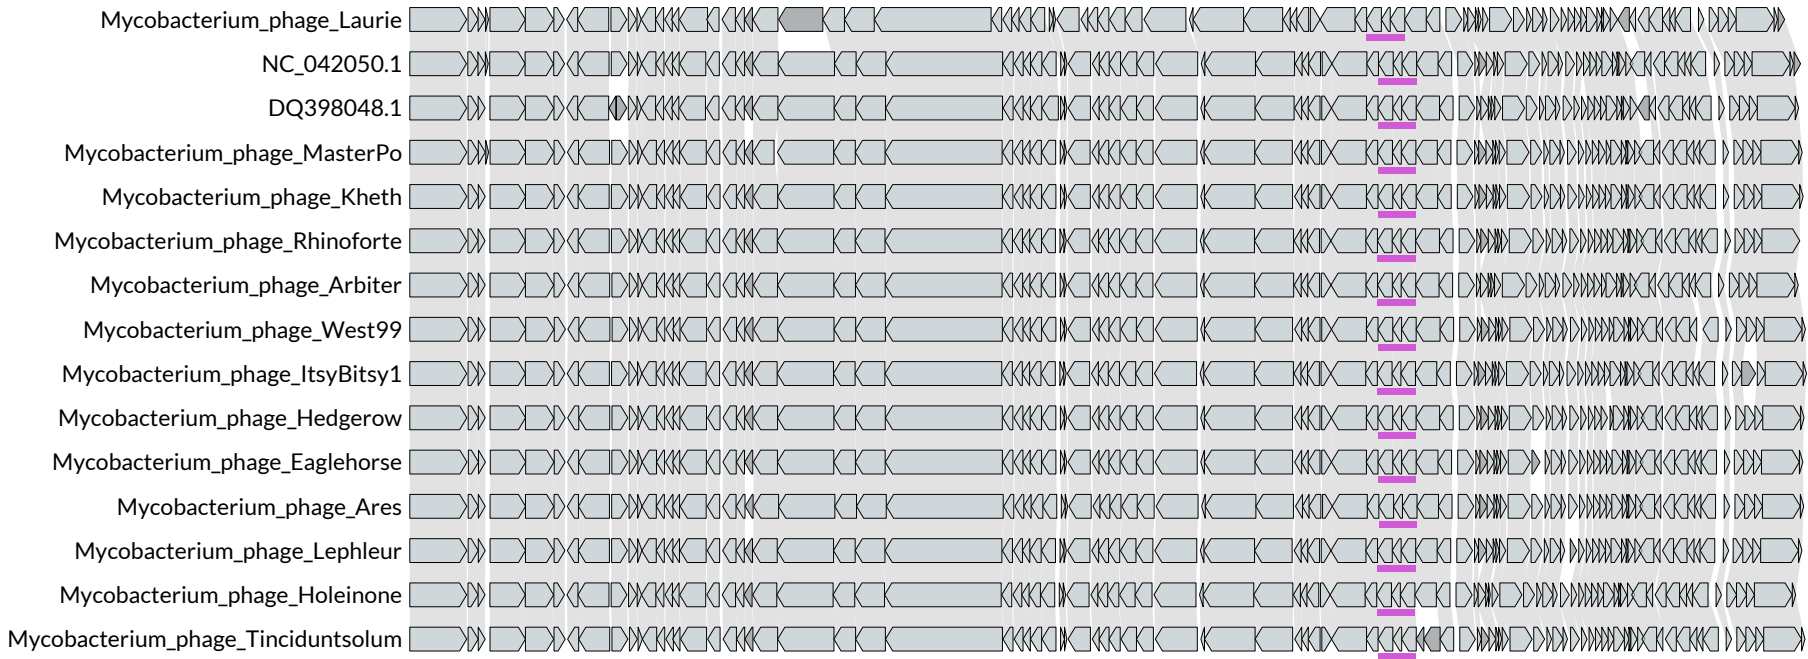 Mycobacterium_phage_Laurie
NC_042050.1
DQ398048.1
Mycobacterium_phage_MasterPo
Mycobacterium_phage_Kheth
Mycobacterium_phage_Rhinoforte
Mycobacterium_phage_Arbiter
Mycobacterium_phage_West99
Mycobacterium_phage_ItsyBitsy1
Mycobacterium_phage_Hedgerow
Mycobacterium_phage_Eaglehorse
Mycobacterium_phage_Ares
Mycobacterium_phage_Lephleur
Mycobacterium_phage_Holeinone
Mycobacterium_phage_Tinciduntsolum